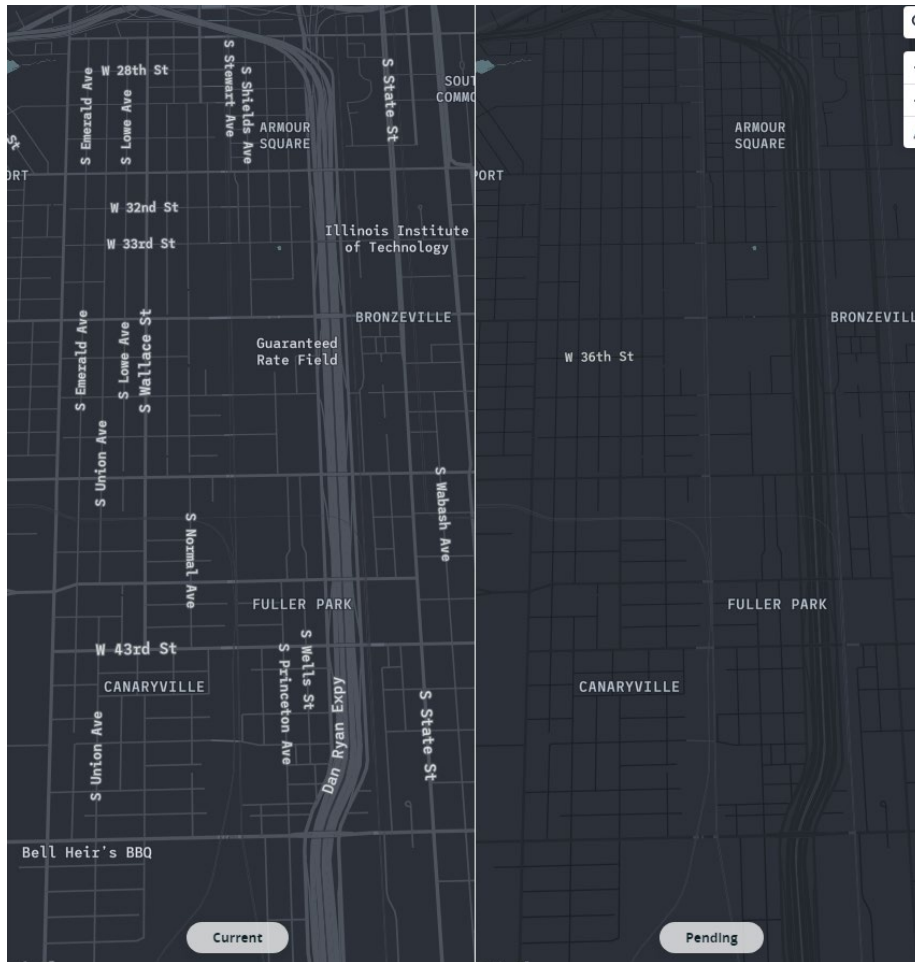 S Emerald Ave
W 28th St
S Lowe Ave
S Stewart Ave
S Shields Ave
S State St
ARMOUR
SQUARE
St
W 32nd St
W 33rd St
Illinois Institute
of Technology
BRONZEVILLE
S Emerald Ave
S Lowe Ave
S Wallace St
Guaranteed
Rate Field
S Union Ave
S Wabash Ave
S Normal Ave
FULLER PARK
W 43rd St
S Wells St
S Princeton Ave
CANARYVILLE
Dan Ryan Expy
S State St
S Union Ave
Bell Heir's BBQ
Current
ARMOUR
SQUARE
W 36th St
FULLER PARK
CANARYVILLE
Pending